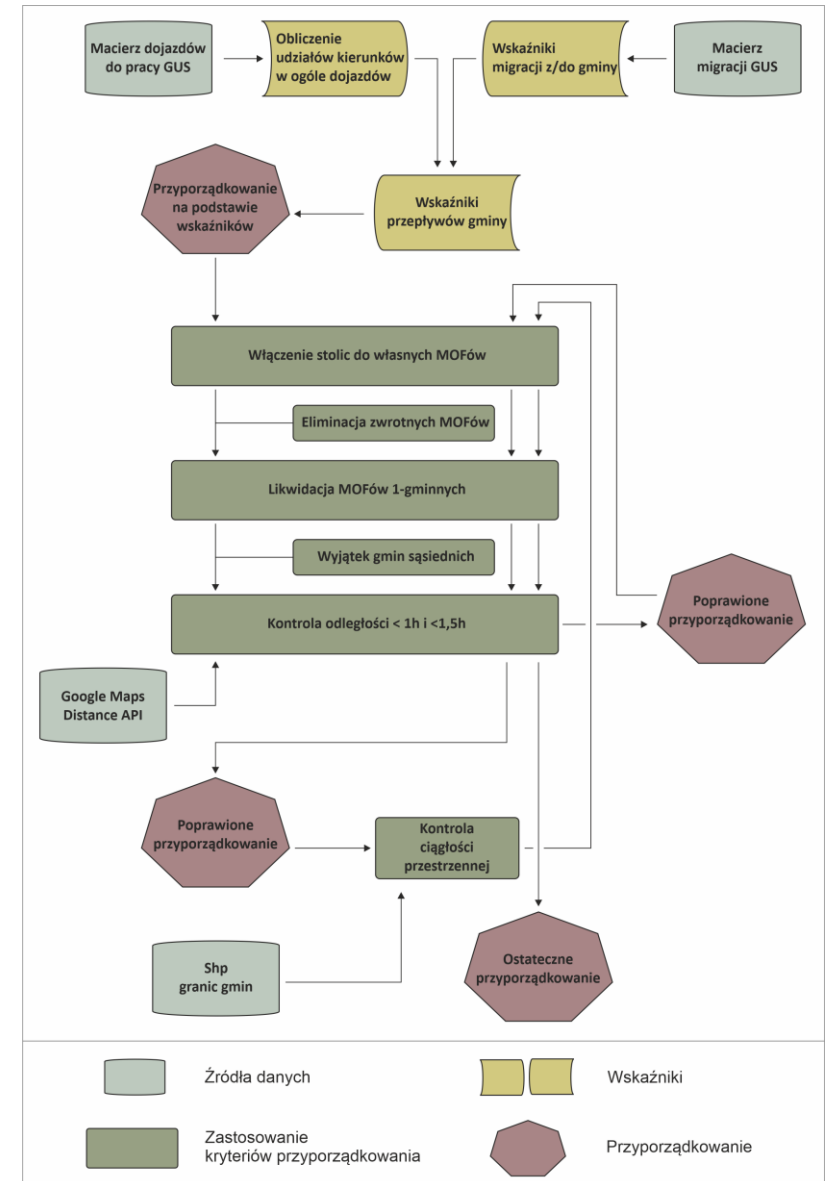 Macierz dojazdów
do pracy GUS
Obliczenie
udziałów kierunków
w ogóle dojazdów
Wskaźniki
migracji z/do gminy
Macierz
migracji GUS
Przyporządkowanie
na podstawie
wskaźników
Wskaźniki
przepływów gminy
Włączenie stolic do własnych MOFów
Eliminacja zwrotnych MOFów
Likwidacja MOFów 1-gminnych
Wyjątek gmin sąsiednich
Kontrola odległości < 1h i <1,5h
Poprawione
przyporządkowanie
Google Maps
Distance API
Poprawione
przyporządkowanie
Kontrola
ciągłości
przestrzennej
Shp
granic gmin
Ostateczne
przyporządkowanie
Źródła danych
Wskaźniki
Zastosowanie
kryteriów przyporządkowania
Przyporządkowanie